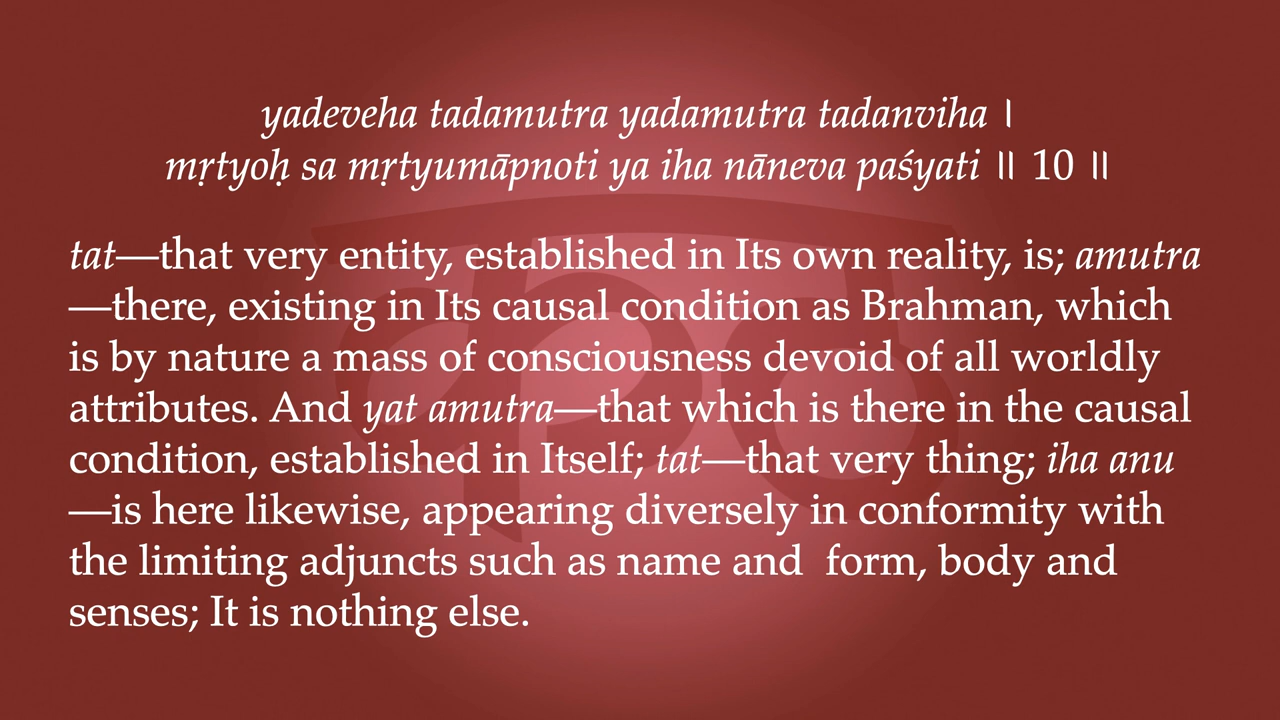 yadeveha tadamutra yadamutra tadanviha ।
mṛtyoḥ sa mṛtyumāpnoti ya iha nāneva paśyati ॥ 10 ॥
tat—that very entity, established in Its own reality, is; amutra
—there, existing in Its causal condition as Brahman, which
is by nature a mass of consciousness devoid of all worldly
attributes. And yat amutra—that which is there in the causal
condition, established in Itself; tat—that very thing; iha anu
—is here likewise, appearing diversely in conformity with
the limiting adjuncts such as name and  form, body and
senses; It is nothing else.